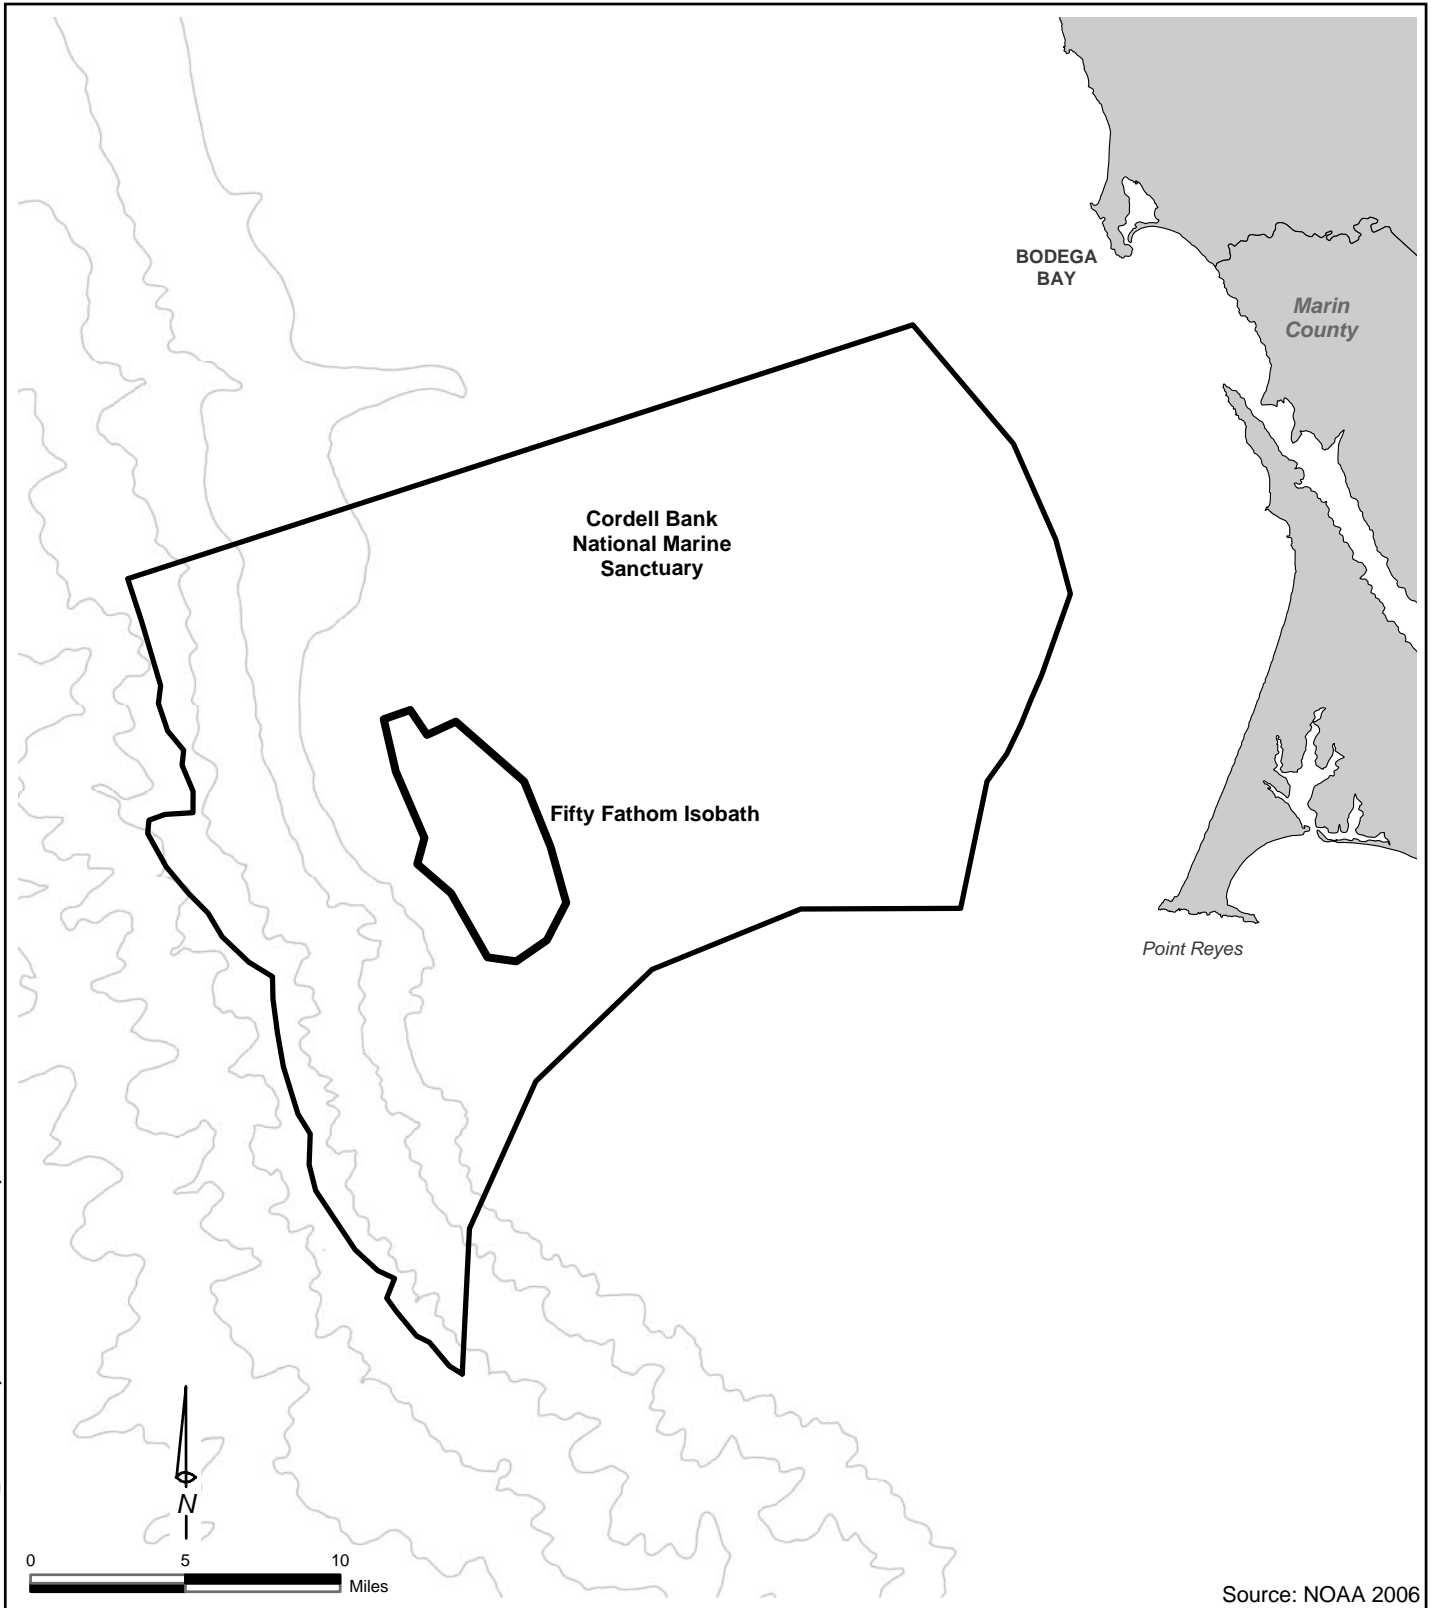 BODEGA
BAY
Marin
County
Cordell Bank
National Marine
Sanctuary
Fifty Fathom Isobath
Point Reyes
N
0 5 10
Miles
Source: NOAA 2006